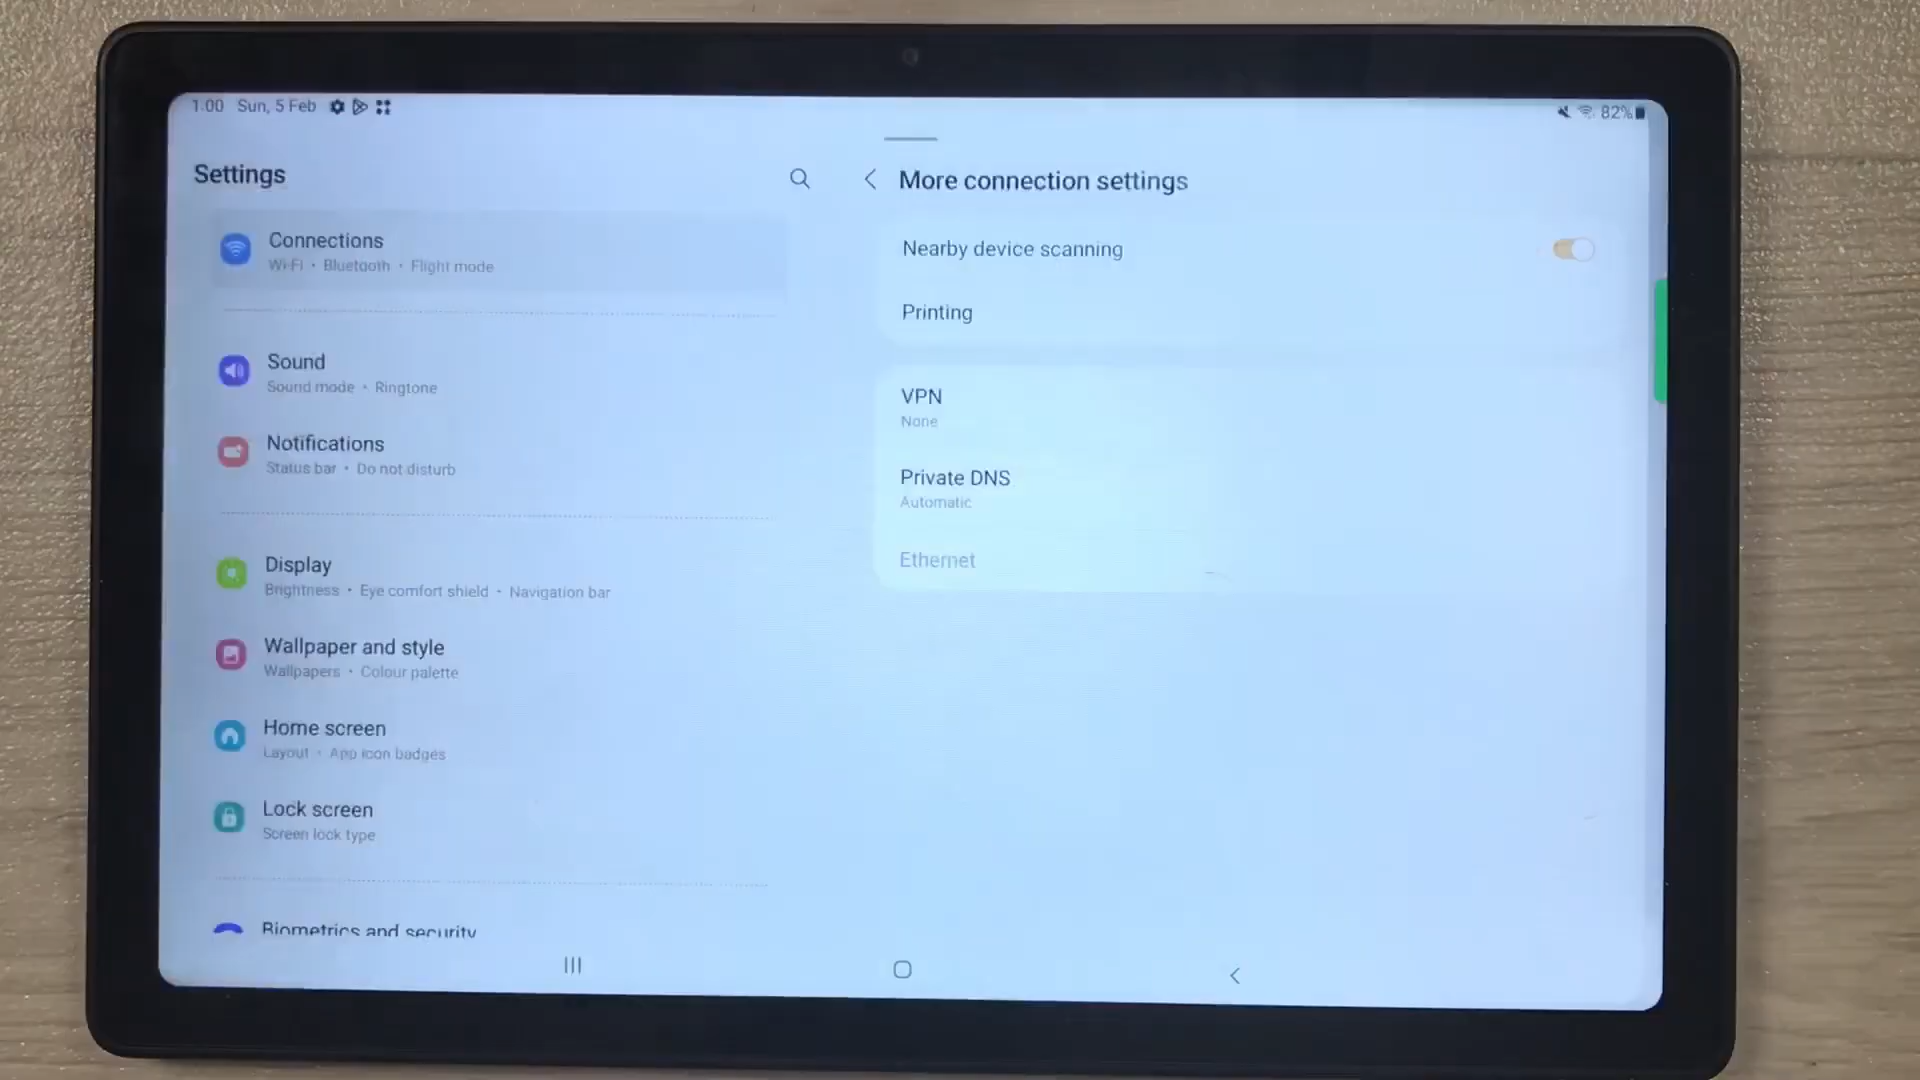 1:00 Sun, 5 Feb
82%
Settings
Connections
Wi-Fi • Bluetooth • Flight mode
Sound
Sound mode • Ringtone
Notifications
Status bar • Do not disturb
Display
Brightness • Eye comfort shield • Navigation bar
Wallpaper and style
Wallpapers • Colour palette
Home screen
Layout • App icon badges
Lock screen
Screen lock type
Biometrics and security
More connection settings
Nearby device scanning
Printing
VPN
None
Private DNS
Automatic
Ethernet